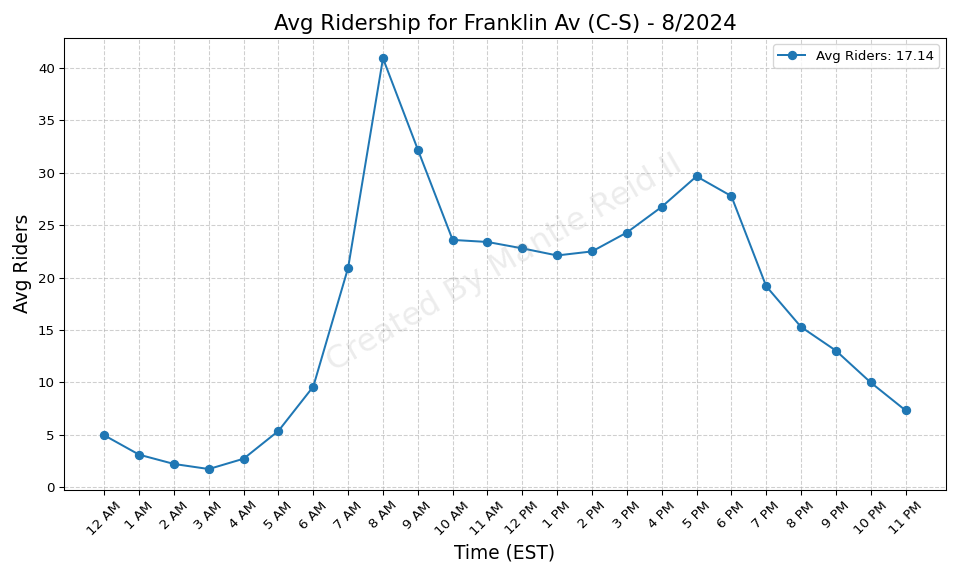 Avg Ridership for Franklin Av (C-S) - 8/2024
Avg Riders: 17.14
Avg Riders
40
35
30
25
20
15
10
5
0
Created By Mantle Reid II
12 AM
1 AM
2 AM
3 AM
4 AM
5 AM
6 AM
7 AM
8 AM
9 AM
10 AM
11 AM
12 PM
1 PM
2 PM
3 PM
4 PM
5 PM
6 PM
7 PM
8 PM
9 PM
10 PM
11 PM
Time (EST)